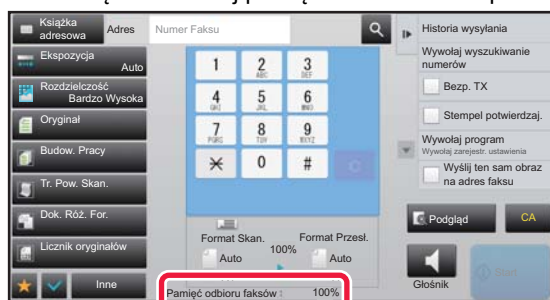 Książka adresowa
Adres
Numer Faksu
Ekspozycja
Auto
Rozdzielczość
Bardzo Wysoka
Oryginał
Budow. Pracy
Tr. Pow. Skan.
Dok. Róż. For.
Licznik oryginałów
Inne
1
2
ABC
3
DEF
4
GHI
5
JKL
6
MNO
7
PQRS
8
TUV
9
WXYZ
0
#
C
Format Skan.
100%
Format Przesł.
Auto
Auto
Pamięć odbioru faksów :
100%
Historia wysyłania
Wywołaj wyszukiwanie
numerów
Bezp. TX
Stempel potwierdzaj.
Wywołaj program
Wywołaj zarejestr. ustawienia
Wyślij ten sam obraz
na adres faksu
Podgląd
CA
Głośnik
Start